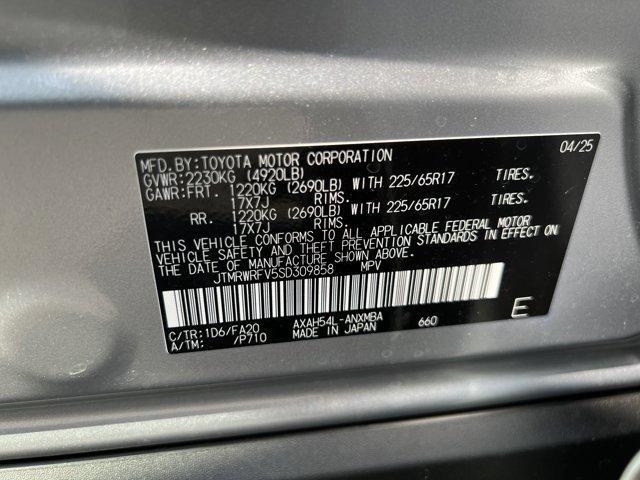 MFD.BY:TOYOTA MOTOR CORPORATION 04/25
GVWR:2230KG (4920LB)
GAWR:FRT. 1220KG (2690LB) WITH 225/65R17 TIRES.
17X7J RIMS.
RR. 1220KG (2690LB) WITH 225/65R17 TIRES.
17X7J RIMS.
THIS VEHICLE CONFORMS TO ALL APPLICABLE FEDERAL MOTOR
VEHICLE SAFETY AND THEFT PREVENTION STANDARDS IN EFFECT ON
THE DATE OF MANUFACTURE SHOWN ABOVE.
JTMRWRFV5SD309858 MPV
C/TR:1D6/FA20 AXAH54L-ANXMBA 660 E
A/TM: /P710 MADE IN JAPAN